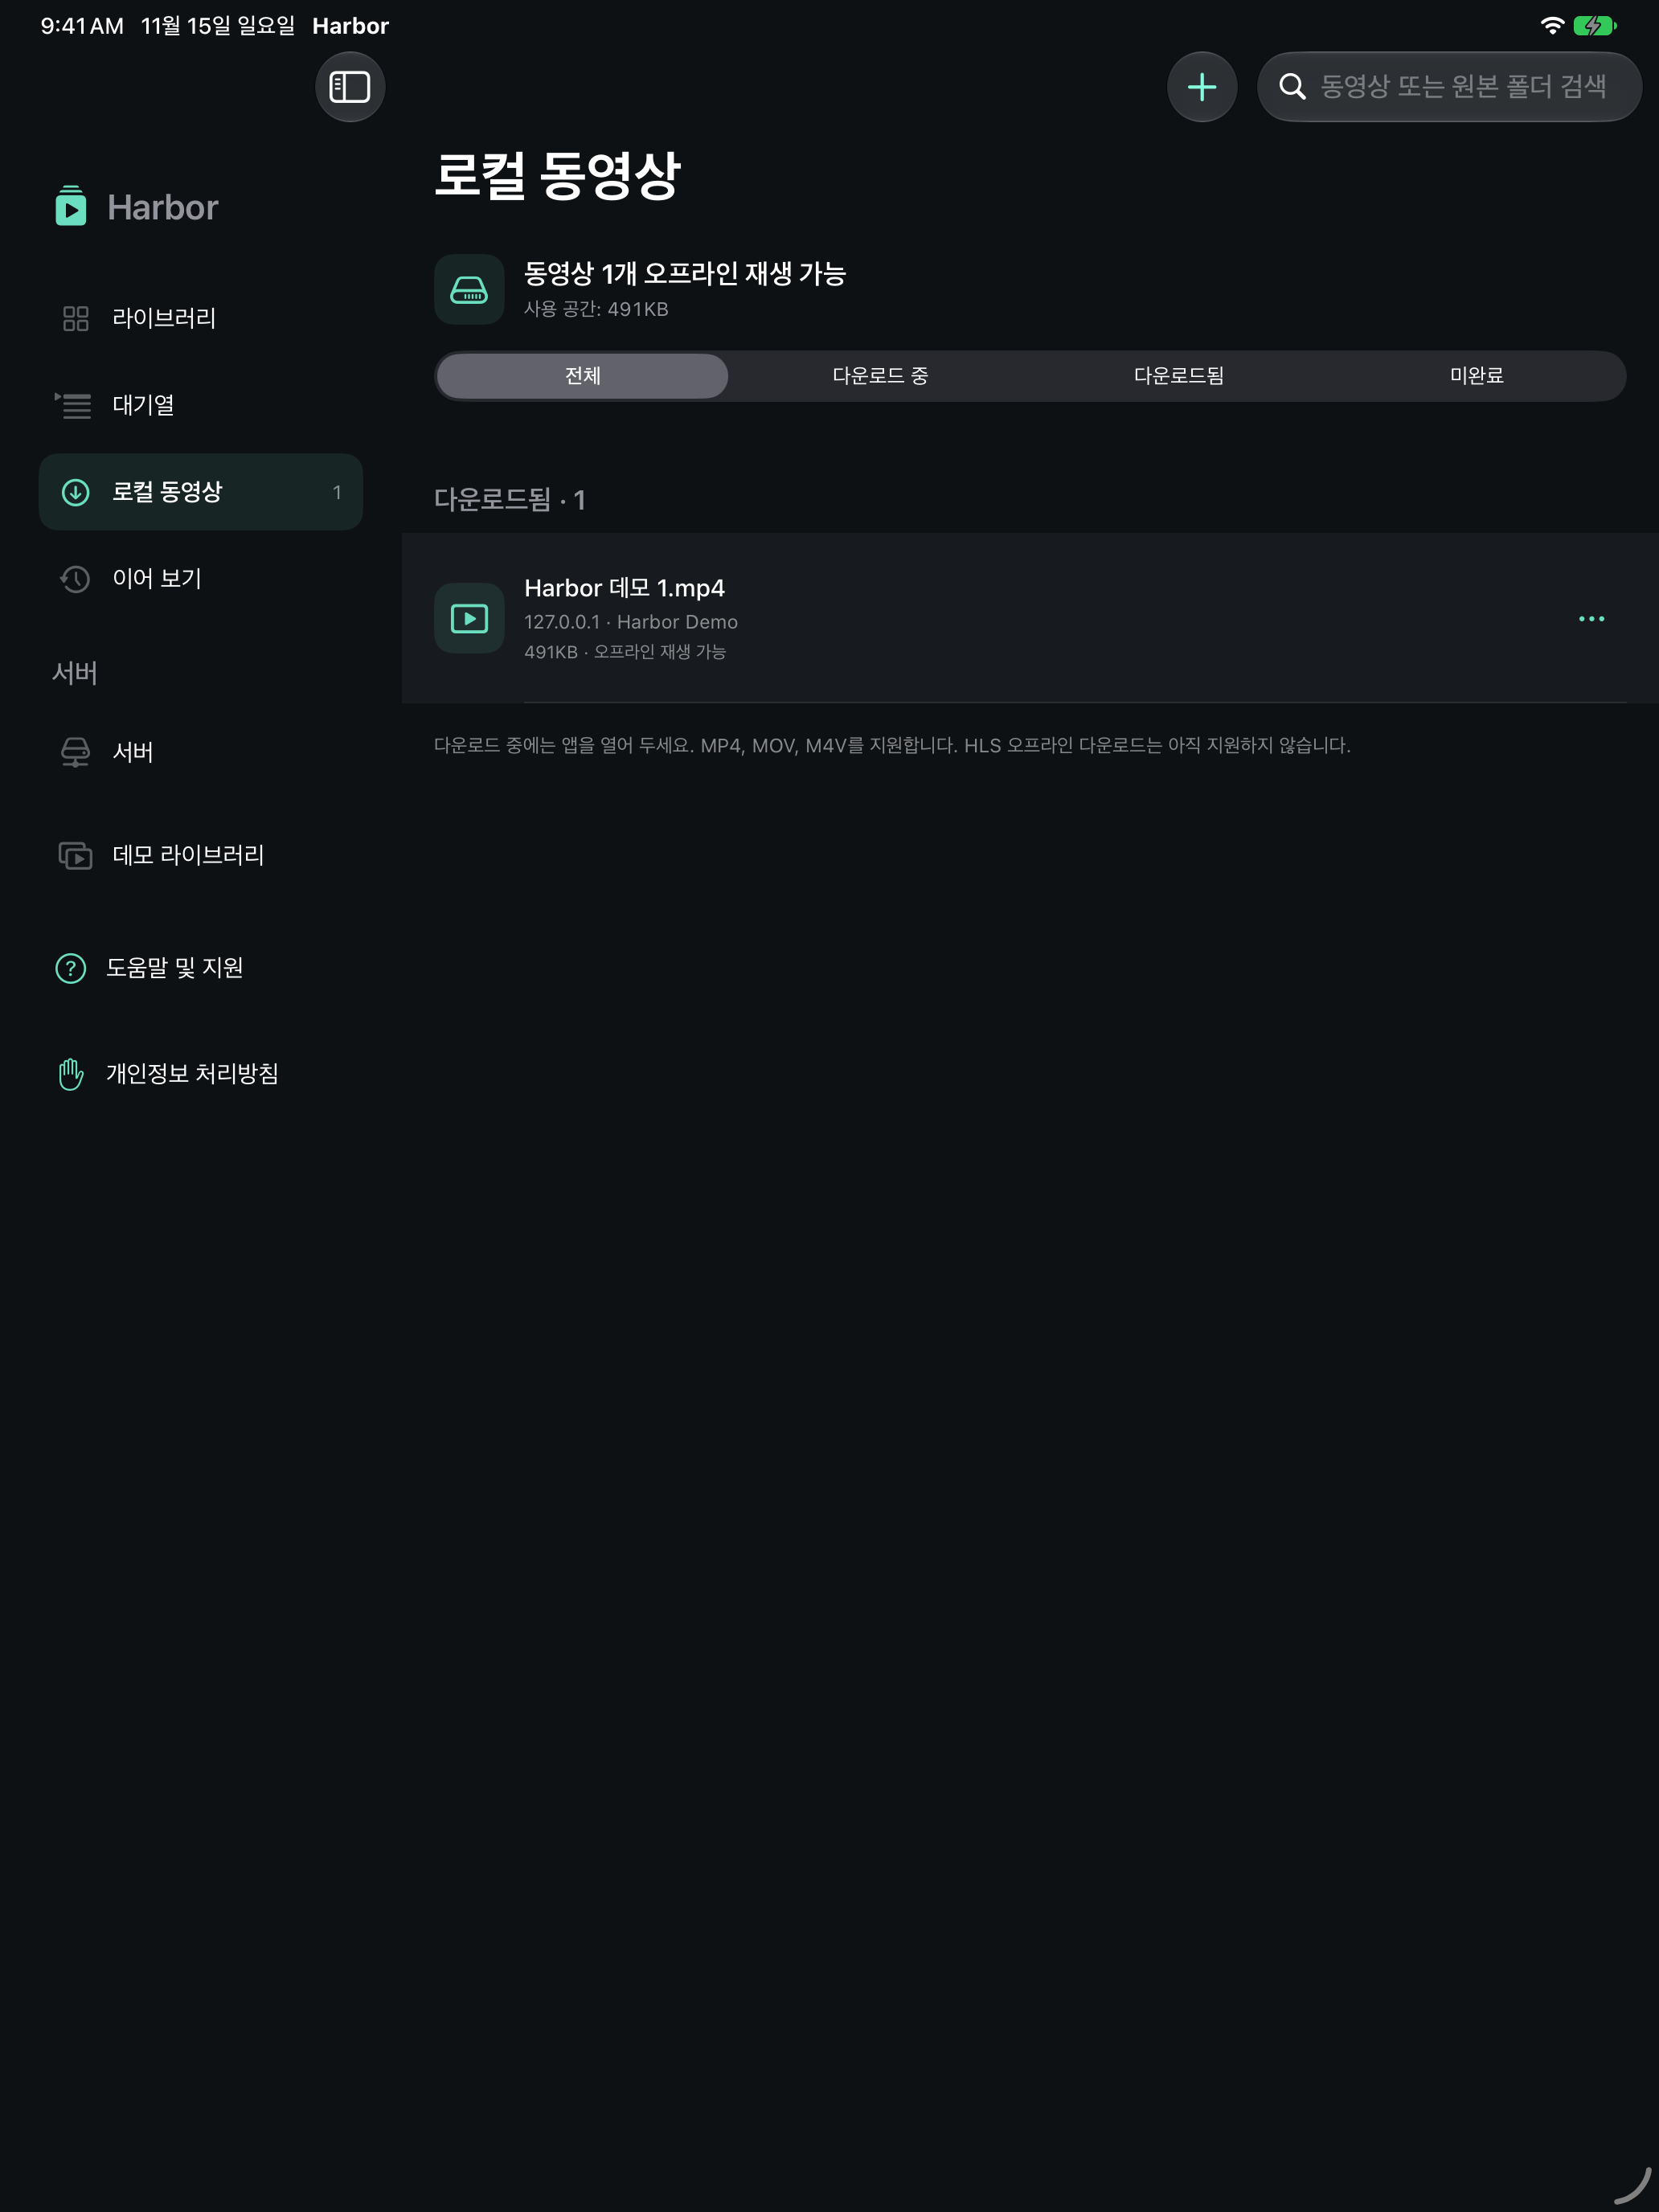 9:41 AM 11월 15일 일요일 Harbor
동영상 또는 원본 폴더 검색
Harbor
라이브러리
대기열
로컬 동영상 1
이어 보기
서버
서버
데모 라이브러리
도움말 및 지원
개인정보 처리방침
로컬 동영상
동영상 1개 오프라인 재생 가능
사용 공간: 491KB
전체 다운로드 중 다운로드됨 미완료
다운로드됨 · 1
Harbor 데모 1.mp4
127.0.0.1 · Harbor Demo
491KB · 오프라인 재생 가능
다운로드 중에는 앱을 열어 두세요. MP4, MOV, M4V를 지원합니다. HLS 오프라인 다운로드는 아직 지원하지 않습니다.